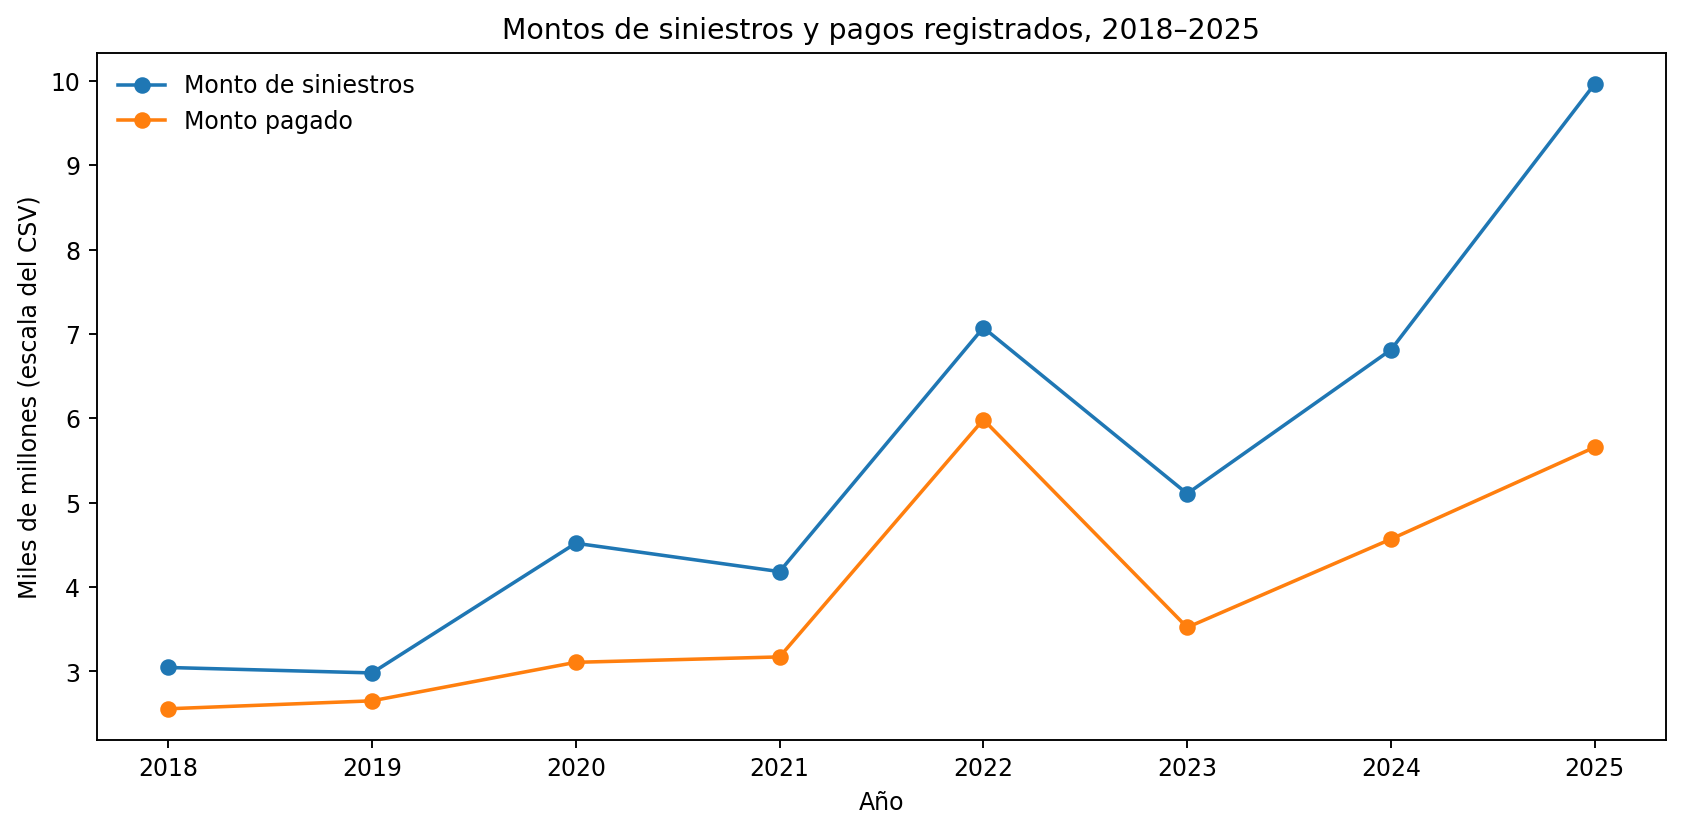 Montos de siniestros y pagos registrados, 2018–2025
Monto de siniestros
Monto pagado
Miles de millones (escala del CSV)
10
9
8
7
6
5
4
3
2018 2019 2020 2021 2022 2023 2024 2025
Año